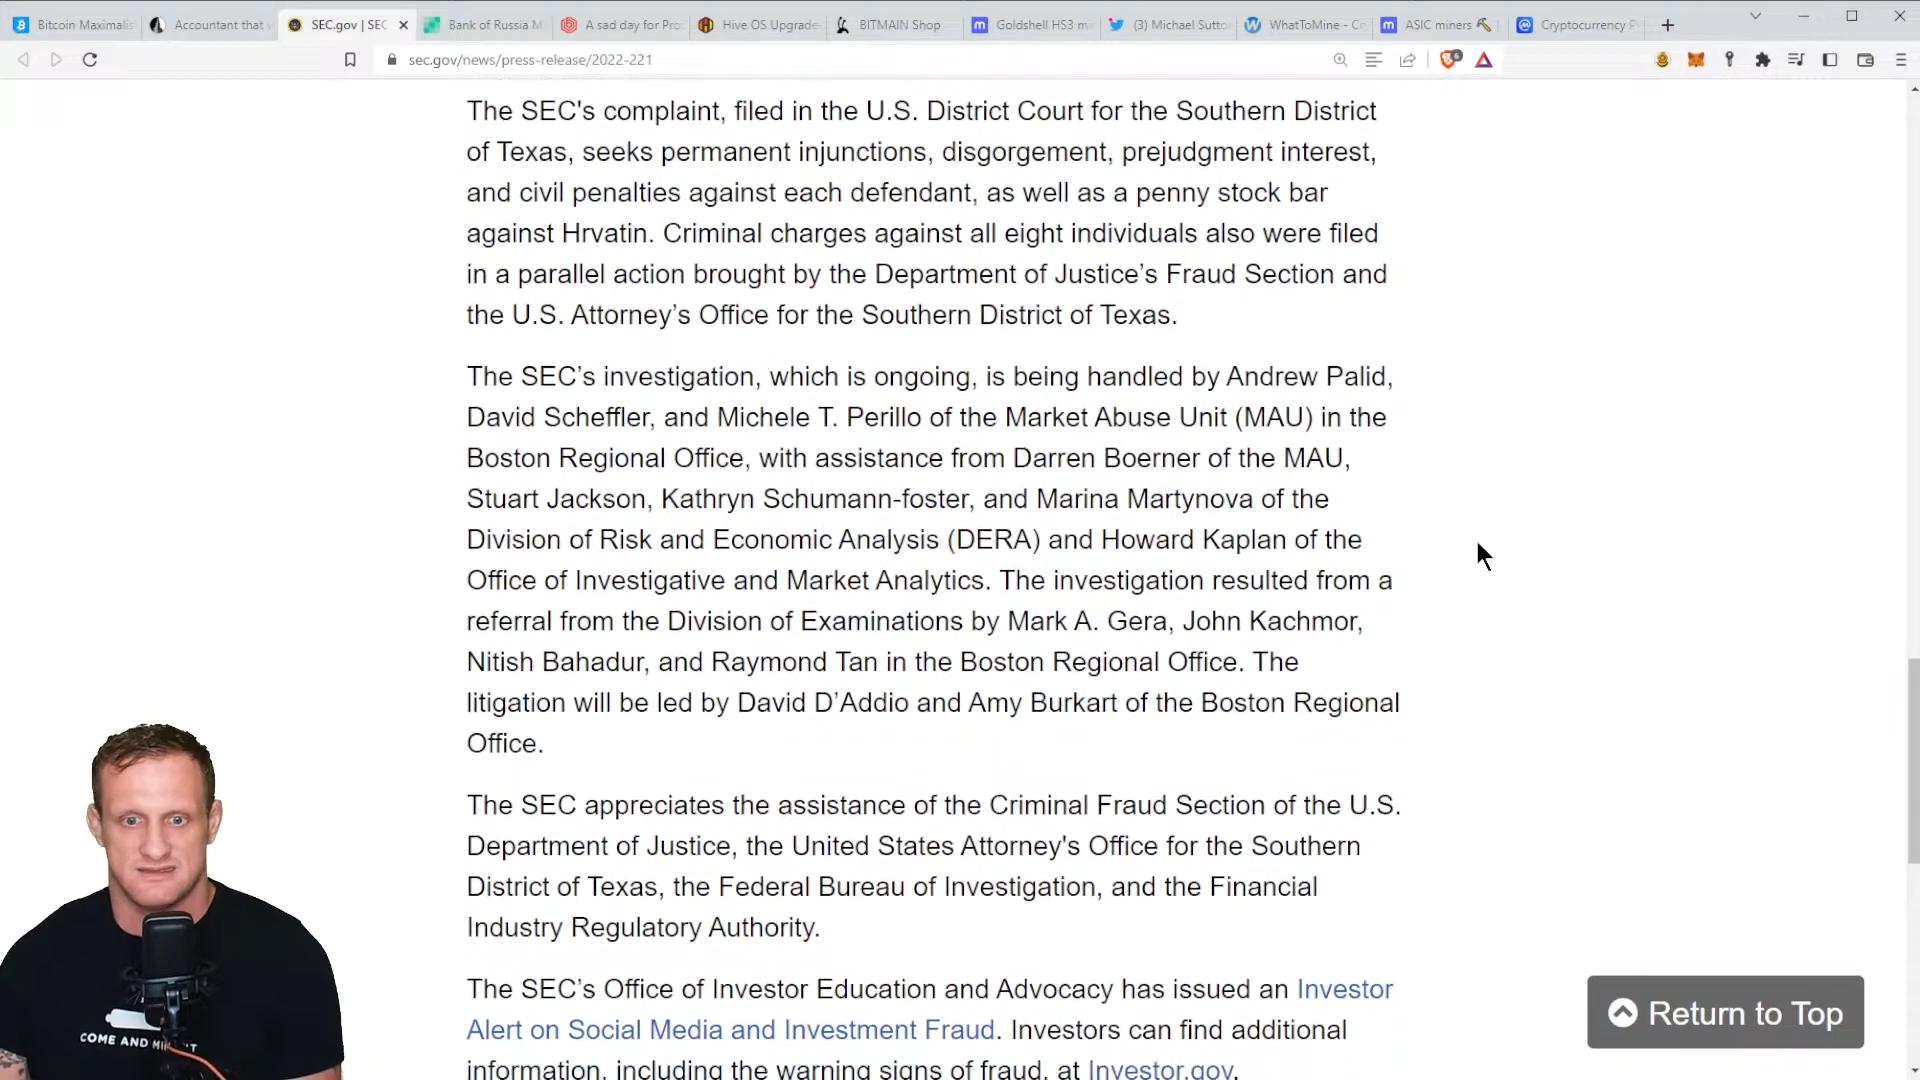 Bitcoin Maximalis
Accountant that
SEC.gov | SEC
Bank of Russia M
A sad day for Pro
Hive OS Upgrade
BITMAIN Shop
Goldshell HS3 m
(3) Michael Sutto
WhatToMine - Cr
ASIC miners
Cryptocurrency P
sec.gov/news/press-release/2022-221
The SEC's complaint, filed in the U.S. District Court for the Southern District
of Texas, seeks permanent injunctions, disgorgement, prejudgment interest,
and civil penalties against each defendant, as well as a penny stock bar
against Hrvatin. Criminal charges against all eight individuals also were filed
in a parallel action brought by the Department of Justice’s Fraud Section and
the U.S. Attorney’s Office for the Southern District of Texas.
The SEC’s investigation, which is ongoing, is being handled by Andrew Palid,
David Scheffler, and Michele T. Perillo of the Market Abuse Unit (MAU) in the
Boston Regional Office, with assistance from Darren Boerner of the MAU,
Stuart Jackson, Kathryn Schumann-foster, and Marina Martynova of the
Division of Risk and Economic Analysis (DERA) and Howard Kaplan of the
Office of Investigative and Market Analytics. The investigation resulted from a
referral from the Division of Examinations by Mark A. Gera, John Kachmor,
Nitish Bahadur, and Raymond Tan in the Boston Regional Office. The
litigation will be led by David D’Addio and Amy Burkart of the Boston Regional
Office.
The SEC appreciates the assistance of the Criminal Fraud Section of the U.S.
Department of Justice, the United States Attorney's Office for the Southern
District of Texas, the Federal Bureau of Investigation, and the Financial
Industry Regulatory Authority.
The SEC’s Office of Investor Education and Advocacy has issued an Investor
Alert on Social Media and Investment Fraud. Investors can find additional
information, including the warning signs of fraud, at Investor.gov.
Return to Top
COME AND